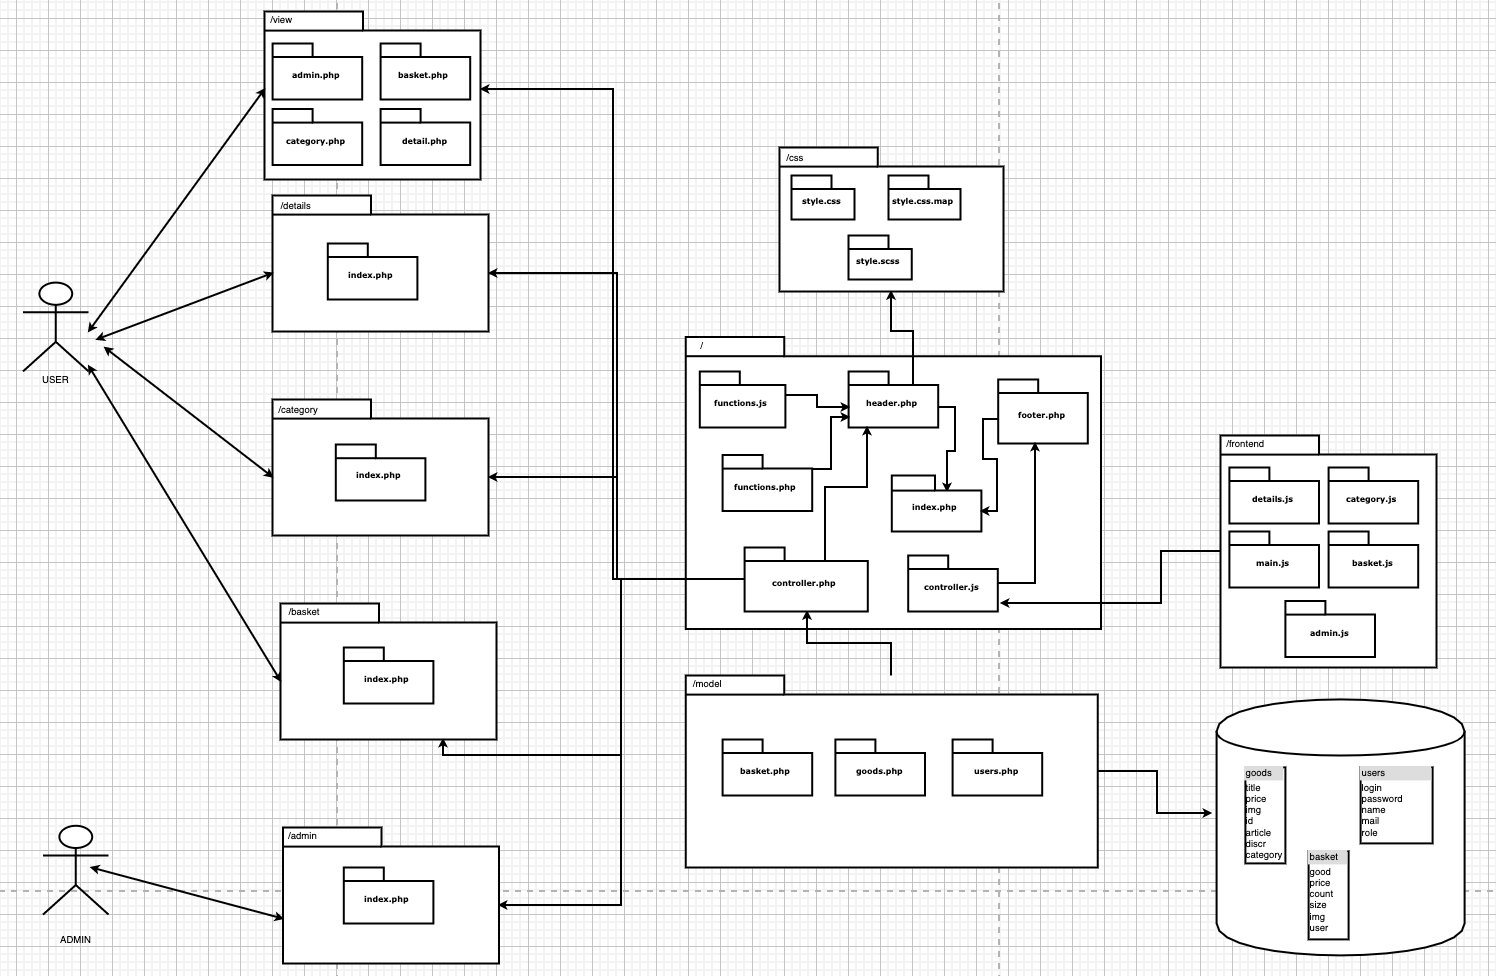 /view
admin.php
basket.php
category.php
detail.php
/details
index.php
USER
/category
index.php
/basket
index.php
/admin
index.php
ADMIN
/css
style.css
style.css.map
style.scss
/
functions.js
header.php
footer.php
functions.php
index.php
controller.php
controller.js
/model
basket.php
goods.php
users.php
/frontend
details.js
category.js
main.js
basket.js
admin.js
goods
title
price
img
id
article
discr
category
users
login
password
name
mail
role
basket
good
price
count
size
img
user